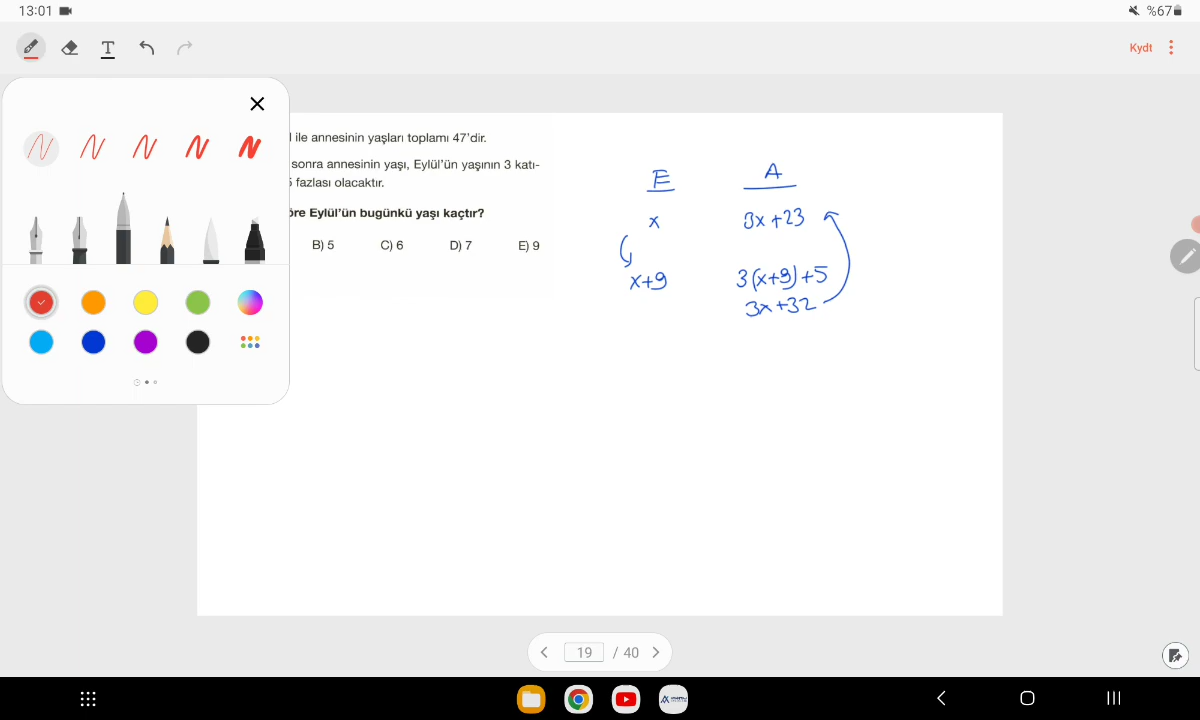 13:01
%67
T
Kydt
ile annesinin yaşları toplamı 47'dir.
sonra annesinin yaşı, Eylül'ün yaşının 3 katı-
fazlası olacaktır.
Eylül'ün bugünkü yaşı kaçtır?
B) 5 C) 6 D) 7 E) 9
E A
x 3x+23
x+9 3(x+9)+5
3x+32
19 / 40